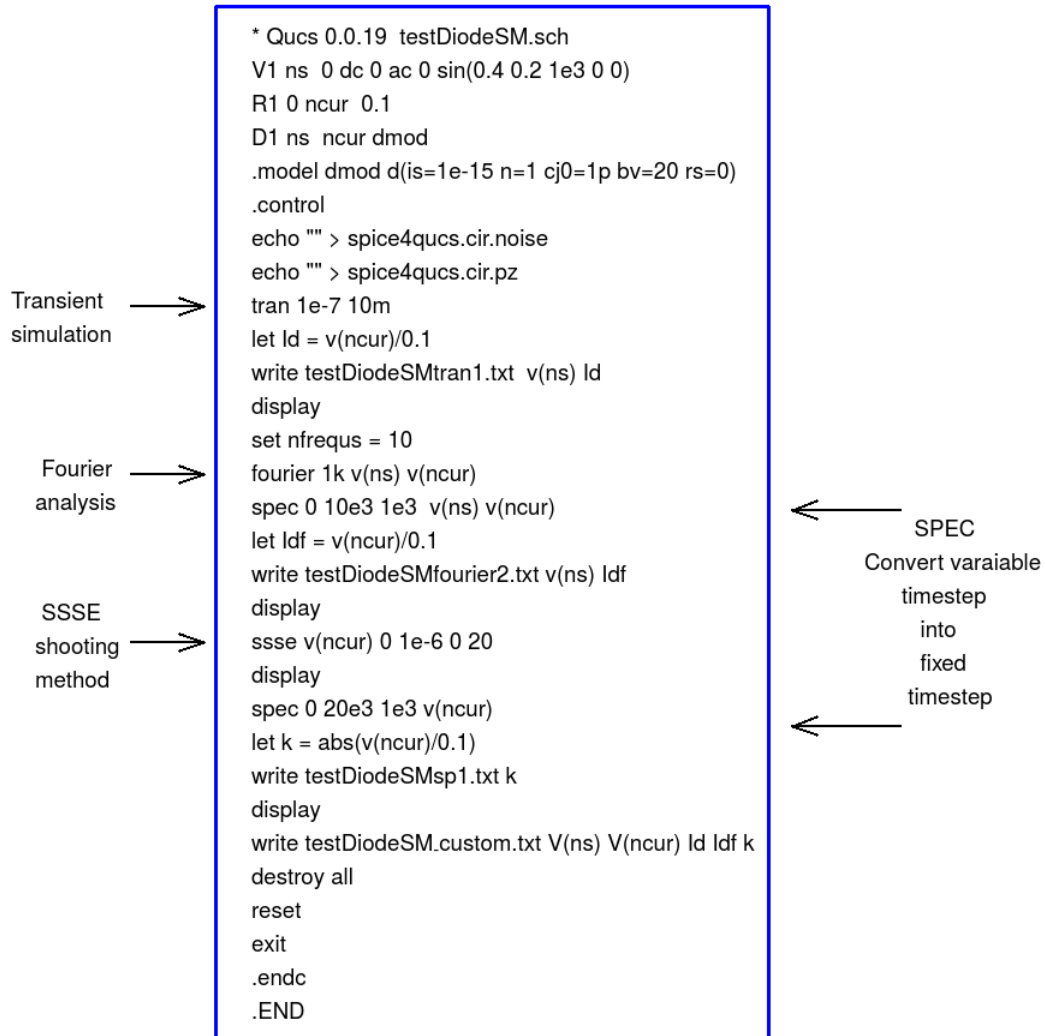 * Qucs 0.0.19  testDiodeSM.sch
V1 ns  0 dc 0 ac 0 sin(0.4 0.2 1e3 0 0)
R1 0 ncur  0.1
D1 ns  ncur dmod
.model dmod d(is=1e-15 n=1 cj0=1p bv=20 rs=0)
.control
echo "" > spice4qucs.cir.noise
echo "" > spice4qucs.cir.pz
tran 1e-7 10m
let Id = v(ncur)/0.1
write testDiodeSMtran1.txt  v(ns) Id
display
set nfrequs = 10
fourier 1k v(ns) v(ncur)
spec 0 10e3 1e3  v(ns) v(ncur)
let Idf = v(ncur)/0.1
write testDiodeSMfourier2.txt v(ns) Idf
display
ssse v(ncur) 0 1e-6 0 20
display
spec 0 20e3 1e3 v(ncur)
let k = abs(v(ncur)/0.1)
write testDiodeSMsp1.txt k
display
write testDiodeSM_custom.txt V(ns) V(ncur) Id Idf k
destroy all
reset
exit
.endc
.END
Transient
simulation
Fourier
analysis
SSSE
shooting
method
SPEC
Convert varaiable
timestep
into
fixed
timestep